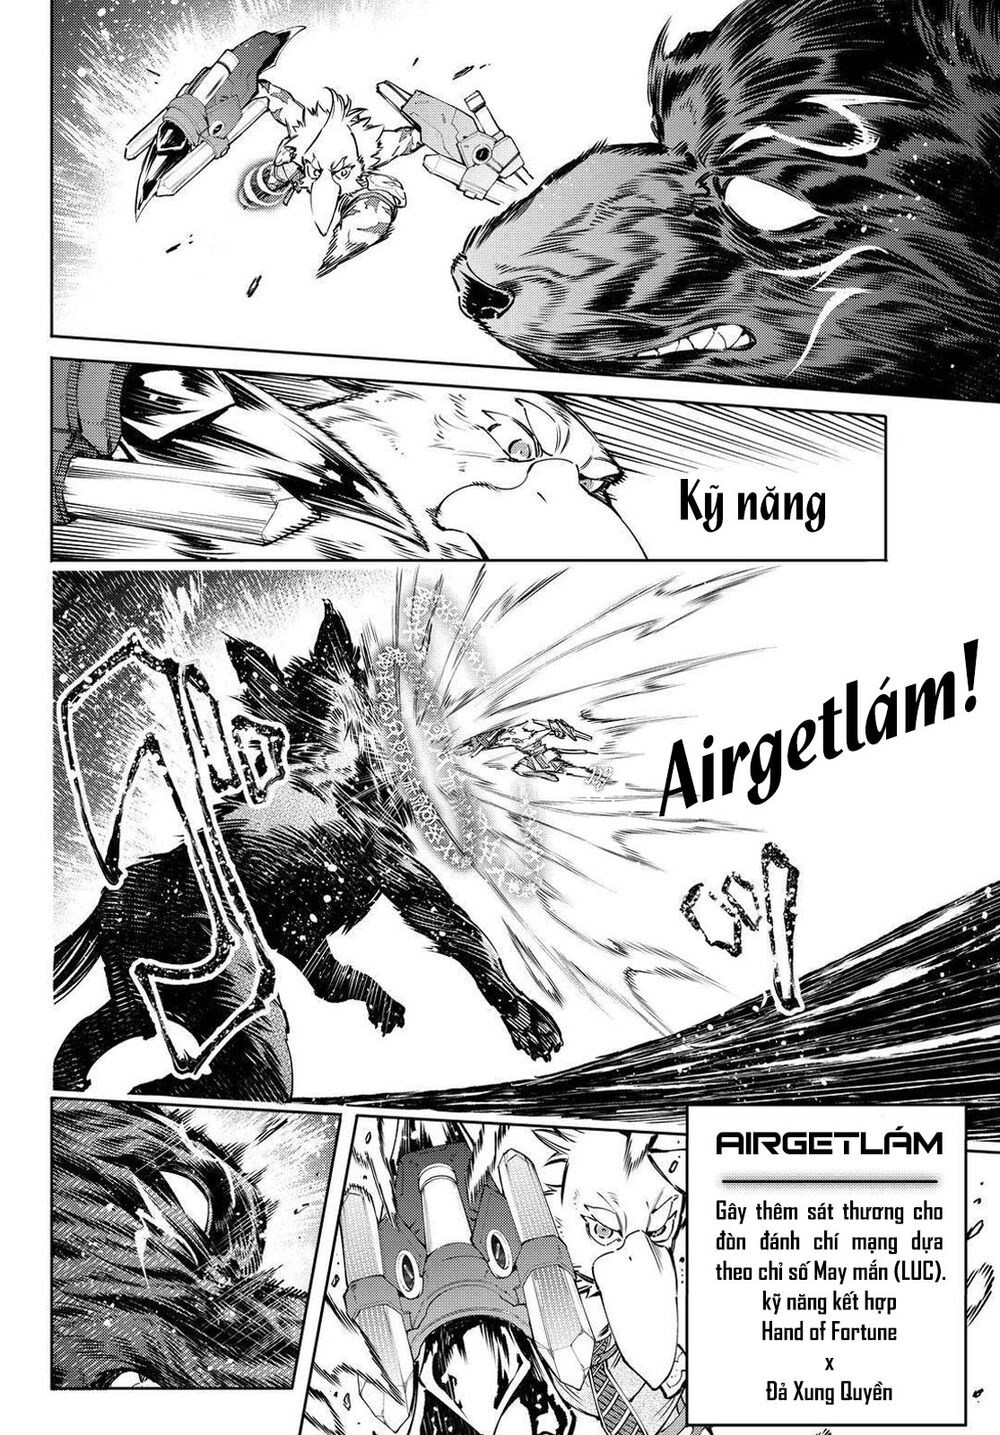 Kỹ năng
Airgetlám!
AIRGETLÁM
Gây thêm sát thương cho
đòn đánh chí mạng dựa
theo chỉ số May mắn (LUC).
kỹ năng kết hợp
Hand of Fortune
x
Đả Xung Quyền